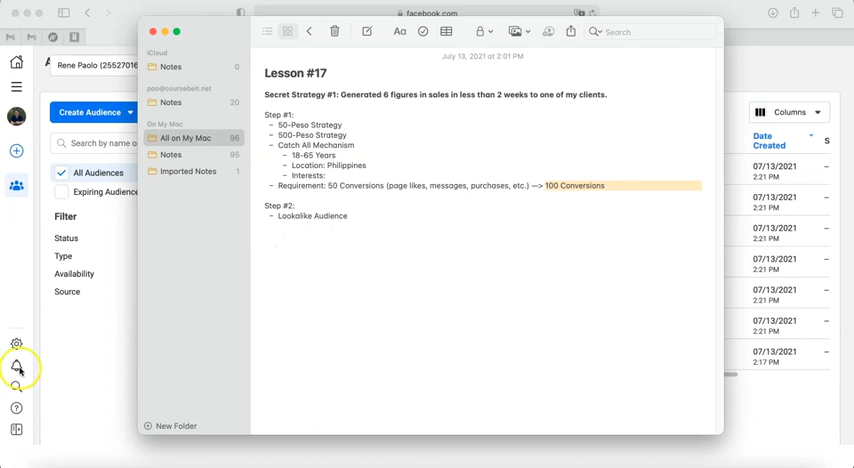 facebook.com
Search
iCloud
Notes 0
pao@coursebeit.net
Notes 20
On My Mac
All on My Mac 96
Notes 95
Imported Notes 1
New Folder
July 13, 2021 at 2:01 PM
Lesson #17
Secret Strategy #1: Generated 6 figures in sales in less than 2 weeks to one of my clients.
Step #1:
- 50-Peso Strategy
- 500-Peso Strategy
- Catch All Mechanism
- 18-65 Years
- Location: Philippines
- Interests:
- Requirement: 50 Conversions (page likes, messages, purchases, etc.) —> 100 Conversions
Step #2:
- Lookalike Audience
Rene Paolo (25527016
Create Audience
Search by name o
All Audiences
Expiring Audience
Filter
Status
Type
Availability
Source
Columns
Date
Created
S
07/13/2021
2:21 PM
–
07/13/2021
2:21 PM
–
07/13/2021
2:21 PM
–
07/13/2021
2:21 PM
–
07/13/2021
2:21 PM
–
07/13/2021
2:21 PM
–
07/13/2021
2:17 PM
–